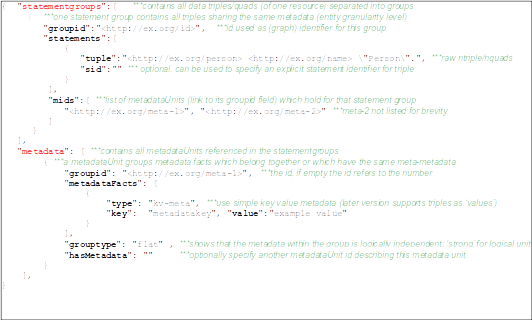 { "statementgroups":[ ***contains all data triples/quads (of one resource) separated into groups
{ ***one statement group contains all triples sharing the same metadata (entity granularity level)
"groupid":"<http://ex.org/id>", ***id used as (graph) identifier for this group
"statements":[
{
"tuple":"<http://ex.org/person> <http://ex.org/name> \"Person\".", ***raw ntriple/nquads
"sid":"" *** optional. can be used to specify an explicit statement identifier for triple
}
],
"mids":[ ***list of metadataUnits (link to its groupid field) which hold for that statement group
"<http://ex.org/meta-1>", "<http://ex.org/meta-2>" ***meta-2 not listed for brevity
]
}
],
"metadata": [ ***contains all metadataUnits referenced in the statementgroups
{ ***a metadataUnit groups metadata facts which belong together or which have the same meta-metadata
"groupid": "<http://ex.org/meta-1>", ***the id. if empty the id refers to the number
"metadataFacts": [
{
"type": "kv-meta", ***use simple key value metadata (later version supports triples as 'values')
"key": "metadatakey", "value":"example value"
}
],
"grouptype": "flat" , ***shows that the metadata within the group is logically independent 'strong' for logical unit
"hasMetadata": "" ***optionally specify another metadataUnit id describing this metadata unit
}
],
}